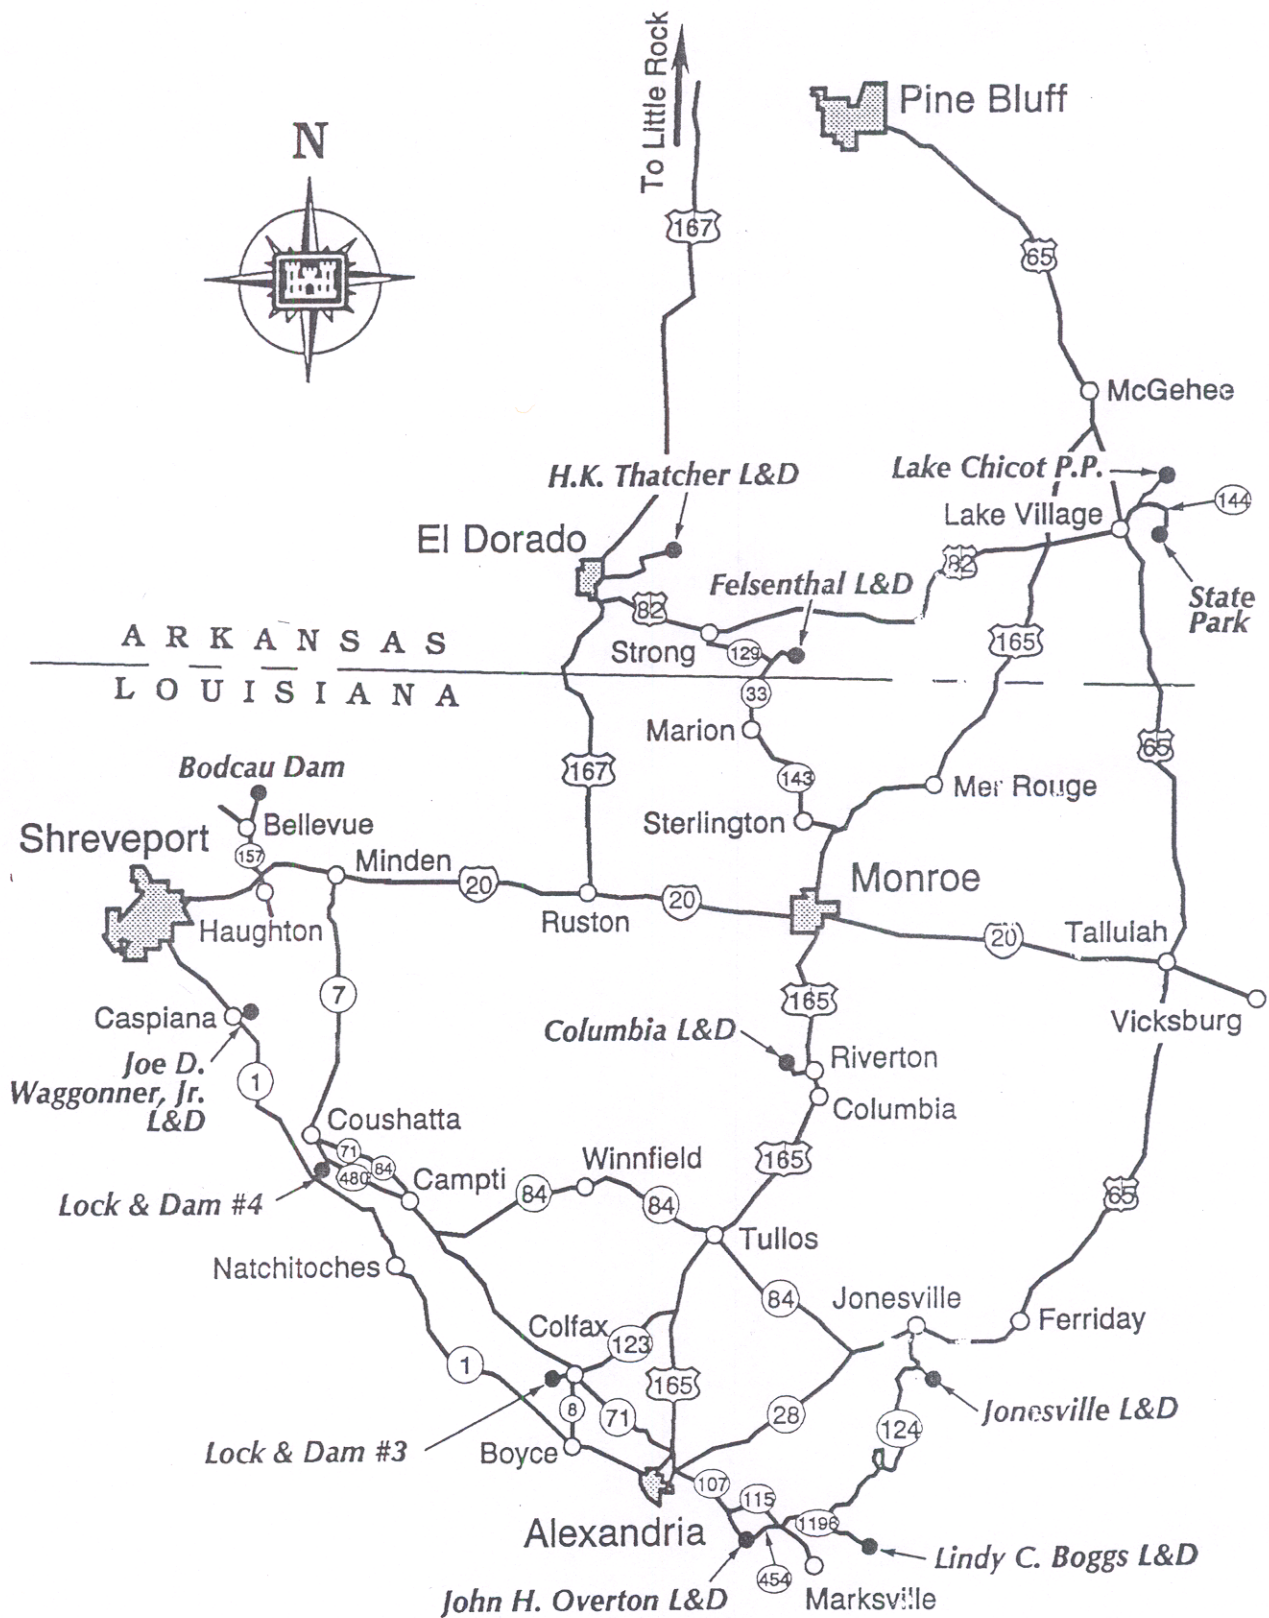 To Little Rock
Pine Bluff
N
167
65
McGehee
H.K. Thatcher L&D
Lake Chicot P.P.
144
Lake Village
El Dorado
82
Felsenthal L&D
82
State
Park
165
Strong
129
ARKANSAS
LOUISIANA
33
Marion
65
167
143
Mer Rouge
Bodcau Dam
Bellevue
Sterlington
Shreveport
157
Minden
20
20
Monroe
Haughton
Ruston
20
Tallulah
7
165
Caspiana
Columbia L&D
Vicksburg
Joe D.
Waggonner, Jr.
L&D
1
Riverton
Columbia
Coushatta
71
84
480
165
Winnfield
Campti
84
84
65
Lock & Dam #4
Tullos
Natchitoches
84
Jonesville
Ferriday
Colfax
123
1
165
Jonesville L&D
8
71
28
124
Lock & Dam #3
Boyce
107
115
1196
Alexandria
Lindy C. Boggs L&D
454
John H. Overton L&D
Marksville